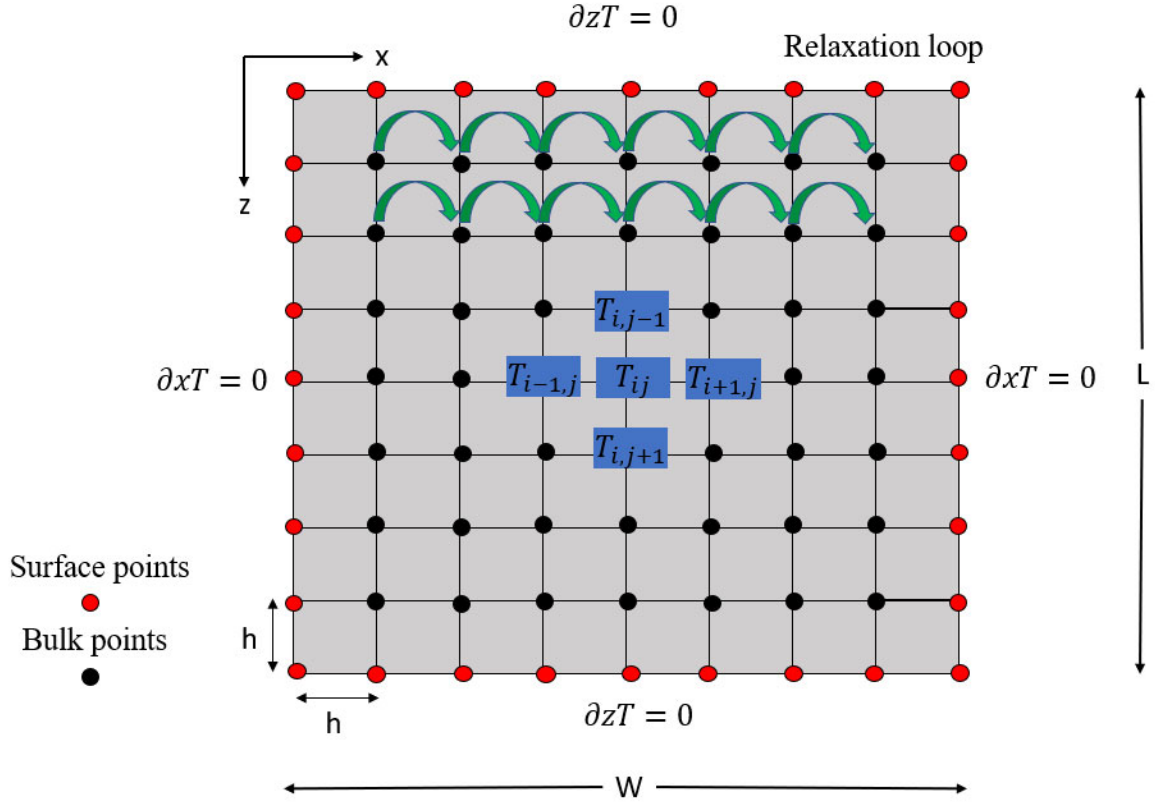 ∂zT = 0
Relaxation loop
x
z
T_{i,j−1}
∂xT = 0
T_{i−1,j}
T_{ij}
T_{i+1,j}
∂xT = 0
L
T_{i,j+1}
Surface points
Bulk points
h
h
∂zT = 0
W